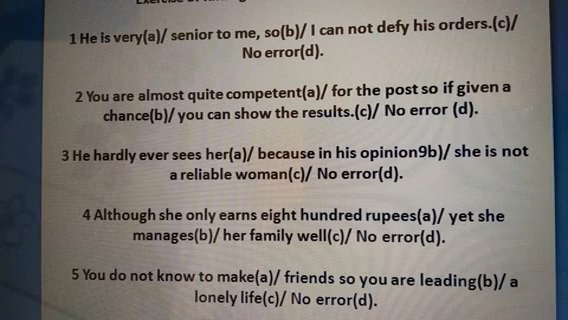 1 He is very(a)/ senior to me, so(b)/ I can not defy his orders.(c)/
No error(d).
2 You are almost quite competent(a)/ for the post so if given a
chance(b)/ you can show the results.(c)/ No error (d).
3 He hardly ever sees her(a)/ because in his opinion9b)/ she is not
a reliable woman(c)/ No error(d).
4 Although she only earns eight hundred rupees(a)/ yet she
manages(b)/ her family well(c)/ No error(d).
5 You do not know to make(a)/ friends so you are leading(b)/ a
lonely life(c)/ No error(d).